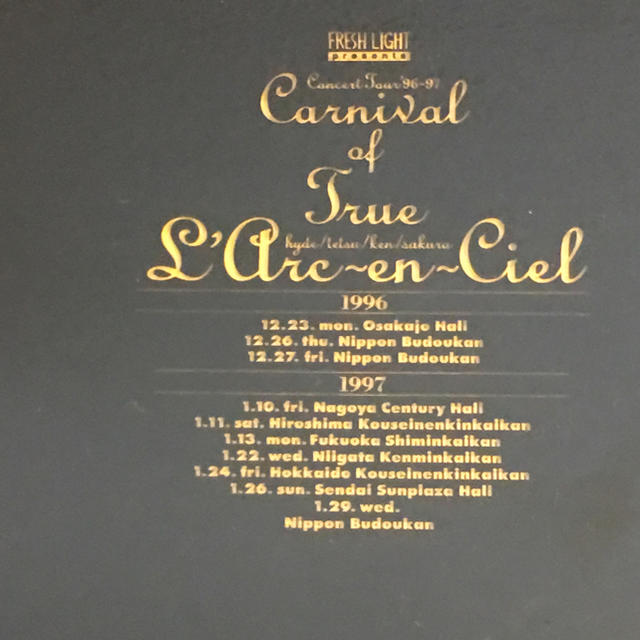 FRESH LIGHT
presents
Concert Tour '96-97
Carnival
of
True
hyde/tetsu/ken/sakura
L'Arc~en~Ciel
1996
12.23. mon. Osakajo Hall
12.26. thu. Nippon Budoukan
12.27. fri. Nippon Budoukan
1997
1.10. fri. Nagoya Century Hall
1.11. sat. Hiroshima Kouseinenkinkaikan
1.13. mon. Fukuoka Shiminkaikan
1.22. wed. Niigata Kenminkaikan
1.24. fri. Hokkaido Kouseinenkinkaikan
1.26. sun. Sendai Sunplaza Hall
1.29. wed.
Nippon Budoukan